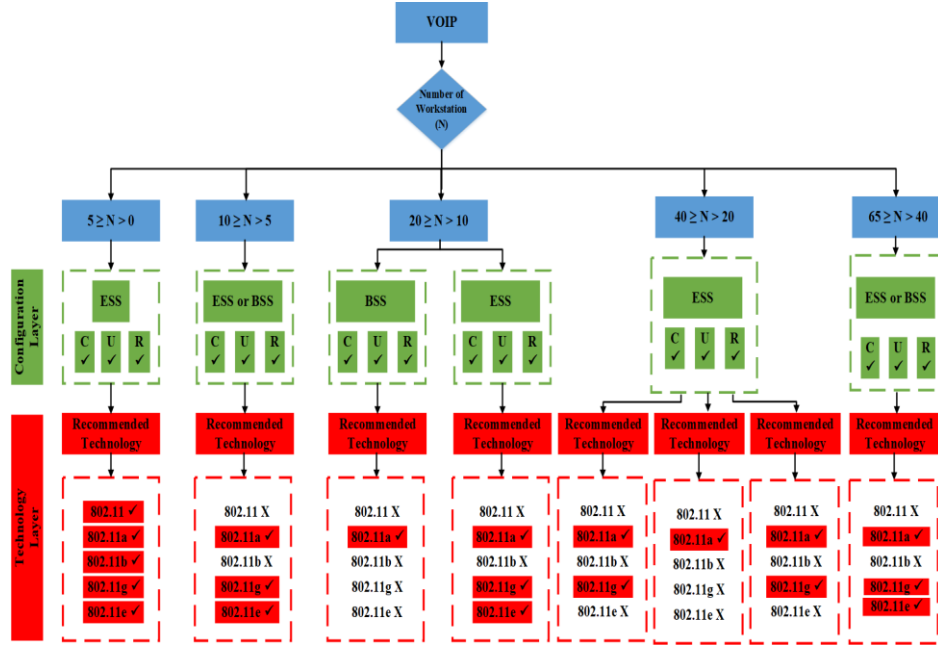 VOIP
Number of
Workstation
(N)
5 ≥ N > 0
10 ≥ N > 5
20 ≥ N > 10
40 ≥ N > 20
65 ≥ N > 40
Configuration
Layer
ESS
C U R
✓ ✓ ✓
ESS or BSS
C U R
✓ ✓ ✓
BSS
C U R
✓ ✓ ✓
ESS
C U R
✓ ✓ ✓
ESS
C U R
✓ ✓ ✓
ESS or BSS
C U R
✓ ✓ ✓
Technology
Layer
Recommended
Technology
802.11 ✓
802.11a ✓
802.11b ✓
802.11g ✓
802.11e ✓
Recommended
Technology
802.11 X
802.11a ✓
802.11b X
802.11g ✓
802.11e ✓
Recommended
Technology
802.11 X
802.11a ✓
802.11b X
802.11g X
802.11e X
Recommended
Technology
802.11 X
802.11a ✓
802.11b X
802.11g ✓
802.11e ✓
Recommended
Technology
802.11 X
802.11a ✓
802.11b X
802.11g ✓
802.11e X
Recommended
Technology
802.11 X
802.11a ✓
802.11b X
802.11g X
802.11e X
Recommended
Technology
802.11 X
802.11a ✓
802.11b X
802.11g ✓
802.11e X
Recommended
Technology
802.11 X
802.11a ✓
802.11b X
802.11g ✓
802.11e ✓